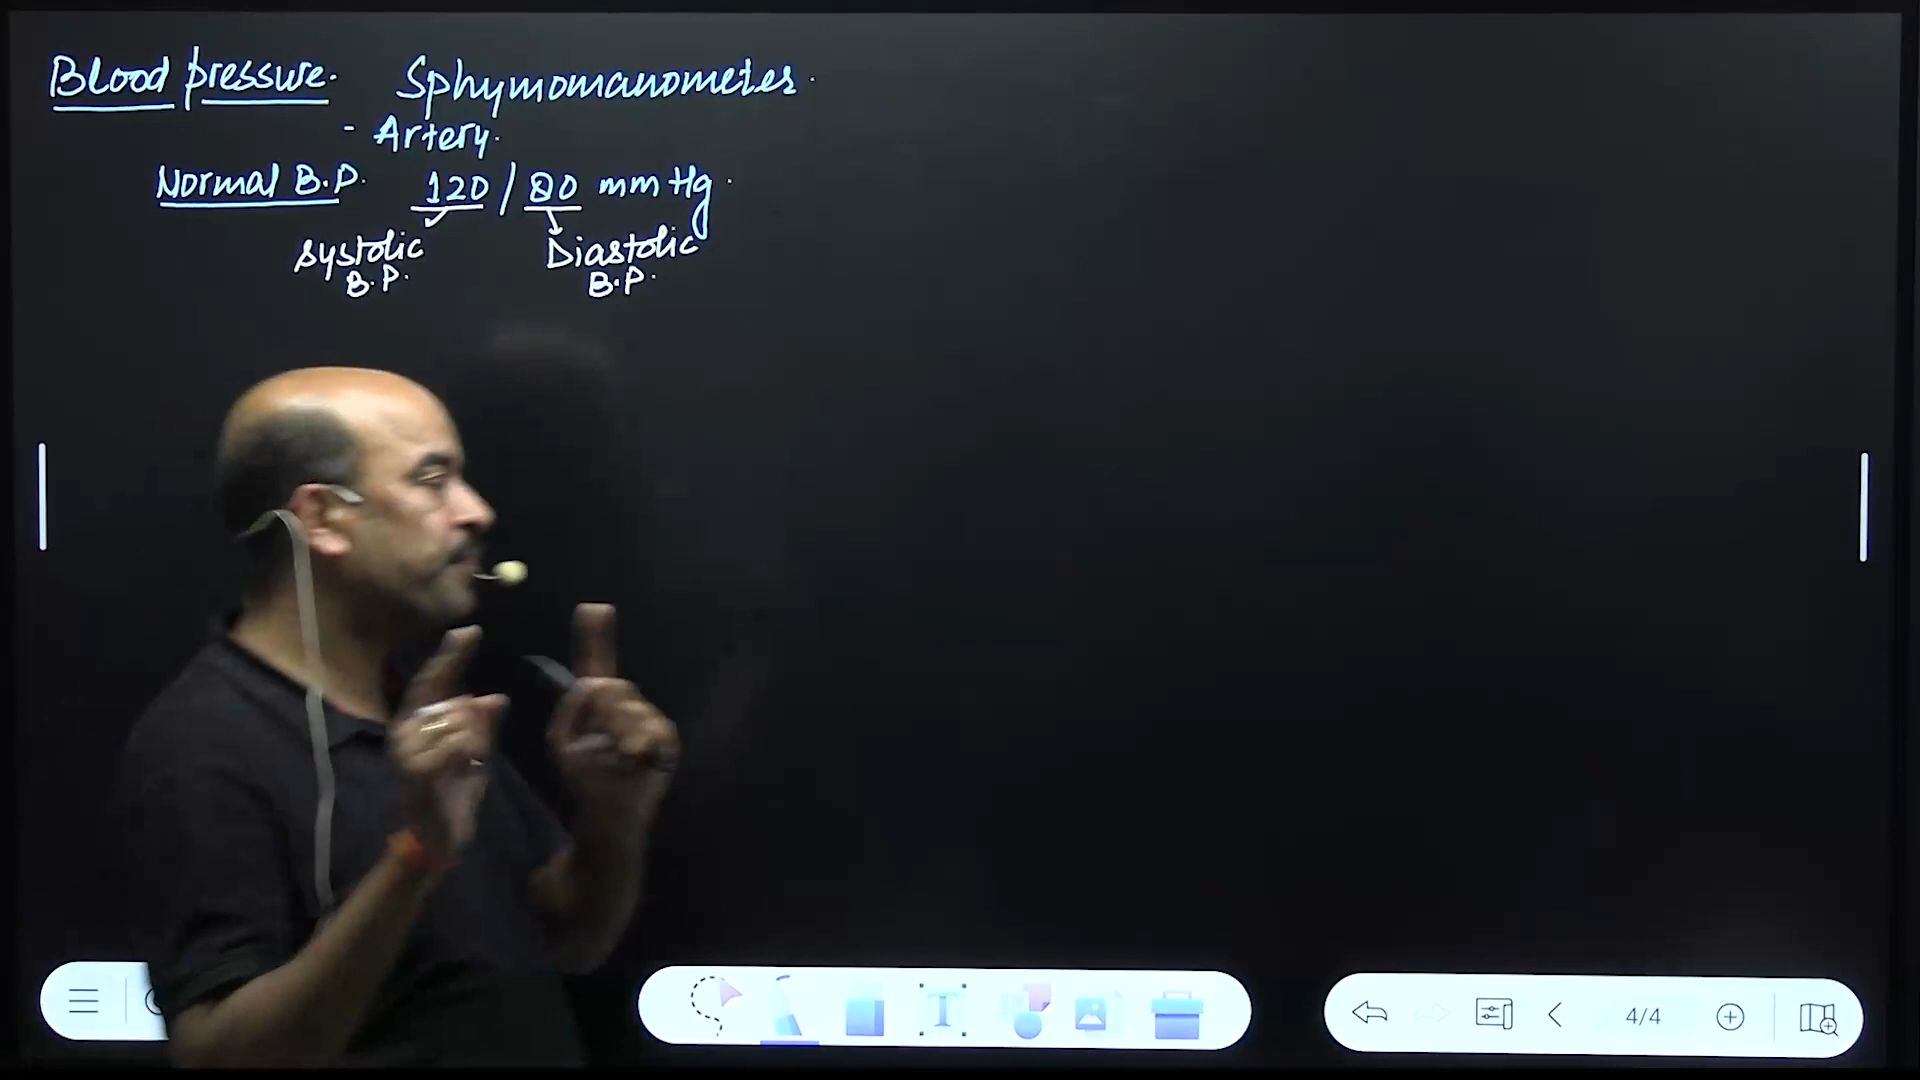 Blood pressure. Sphymomanometer.
- Artery.
Normal B.P. 120 / 80 mm Hg.
Systolic Diastolic
B.P. B.P.
T
4/4